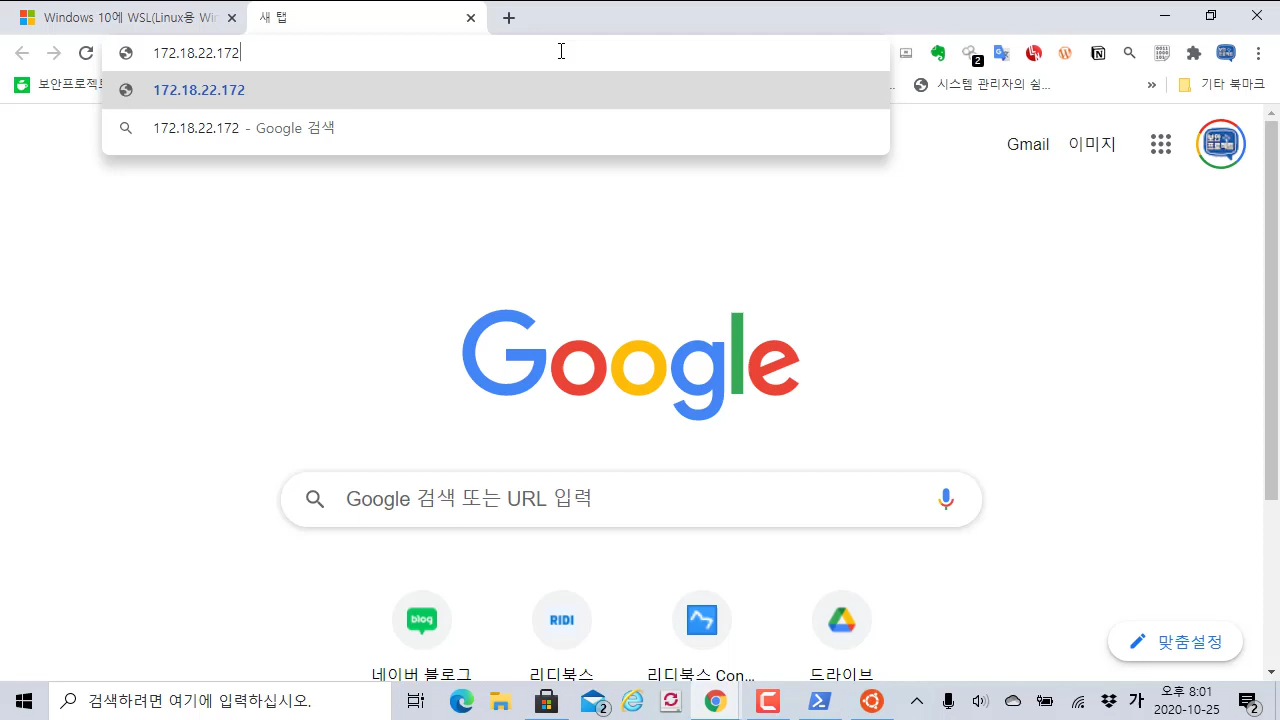 Windows 10에 WSL(Linux용 Win
새 탭
172.18.22.172
2
172.18.22.172
172.18.22.172 - Google 검색
보안프로젝트
시스템 관리자의 쉼...
»
기타 북마크
Gmail
이미지
Google
Google 검색 또는 URL 입력
blog
RIDI
네이버 블로그
리디북스
리디북스 Con...
드라이브
맞춤설정
검색하려면 여기에 입력하십시오.
2
가
오후 8:01
2020-10-25
2